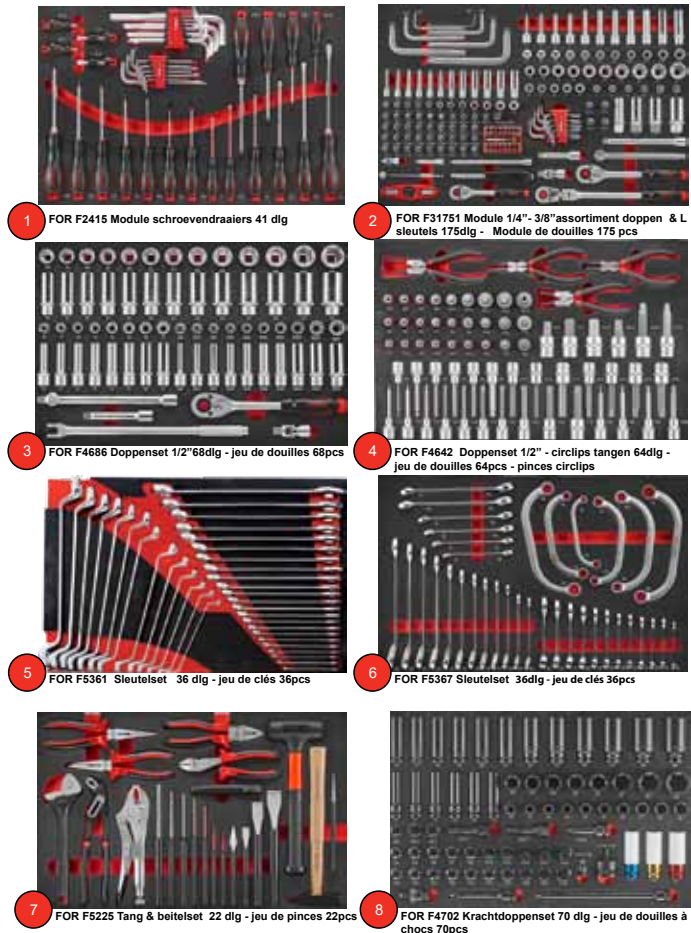 1 FOR F2415 Module schroevendraaiers 41 dlg
2 FOR F31751 Module 1/4”- 3/8”assortiment doppen & L
sleutels 175dlg - Module de douilles 175 pcs
3 FOR F4686 Doppenset 1/2”68dlg - jeu de douilles 68pcs
4 FOR F4642 Doppenset 1/2” - circlips tangen 64dlg -
jeu de douilles 64pcs - pinces circlips
5 FOR F5361 Sleutelset 36 dlg - jeu de clés 36pcs
6 FOR F5367 Sleutelset 36dlg - jeu de clés 36pcs
7 FOR F5225 Tang & beitelset 22 dlg - jeu de pinces 22pcs
8 FOR F4702 Krachtdoppenset 70 dlg - jeu de douilles à
chocs 70pcs